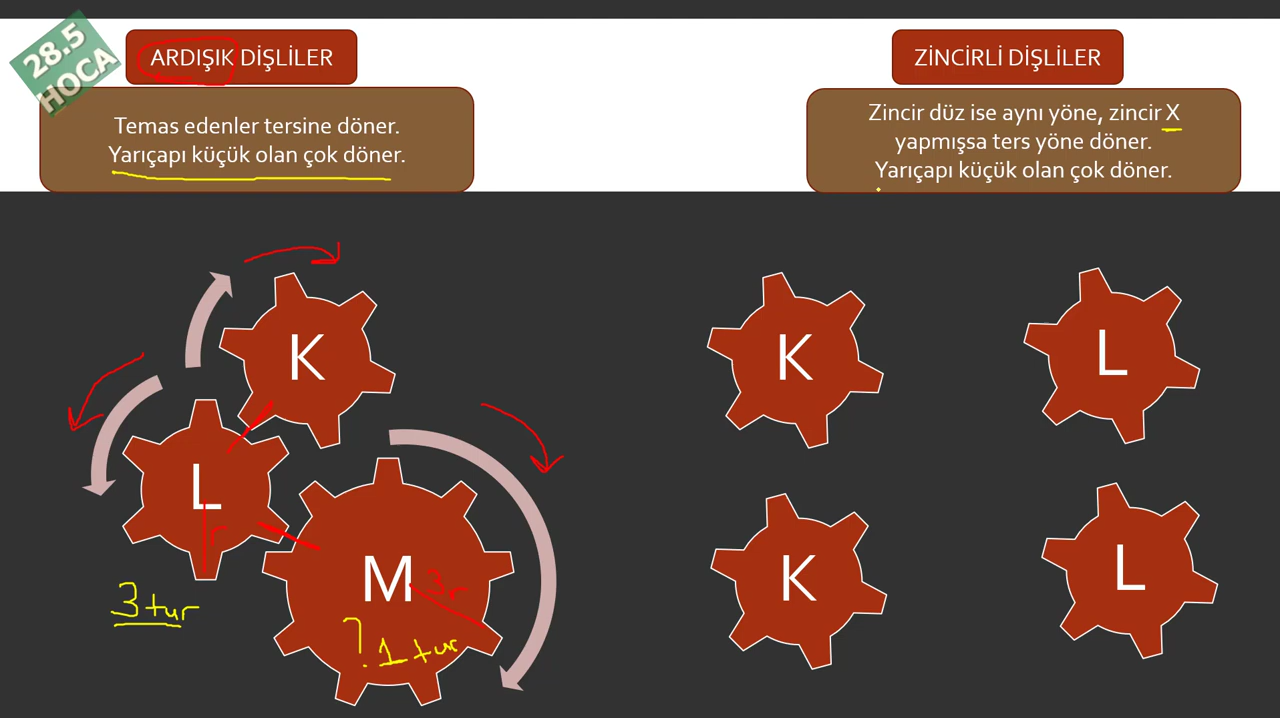 28.5
HOCA
ARDIŞIK DİŞLİLER
Temas edenler tersine döner.
Yarıçapı küçük olan çok döner.
ZİNCİRLİ DİŞLİLER
Zincir düz ise aynı yöne, zincir X
yapmışsa ters yöne döner.
Yarıçapı küçük olan çok döner.
K
L
r
M
3r
3 tur
? 1 tur
K
L
K
L